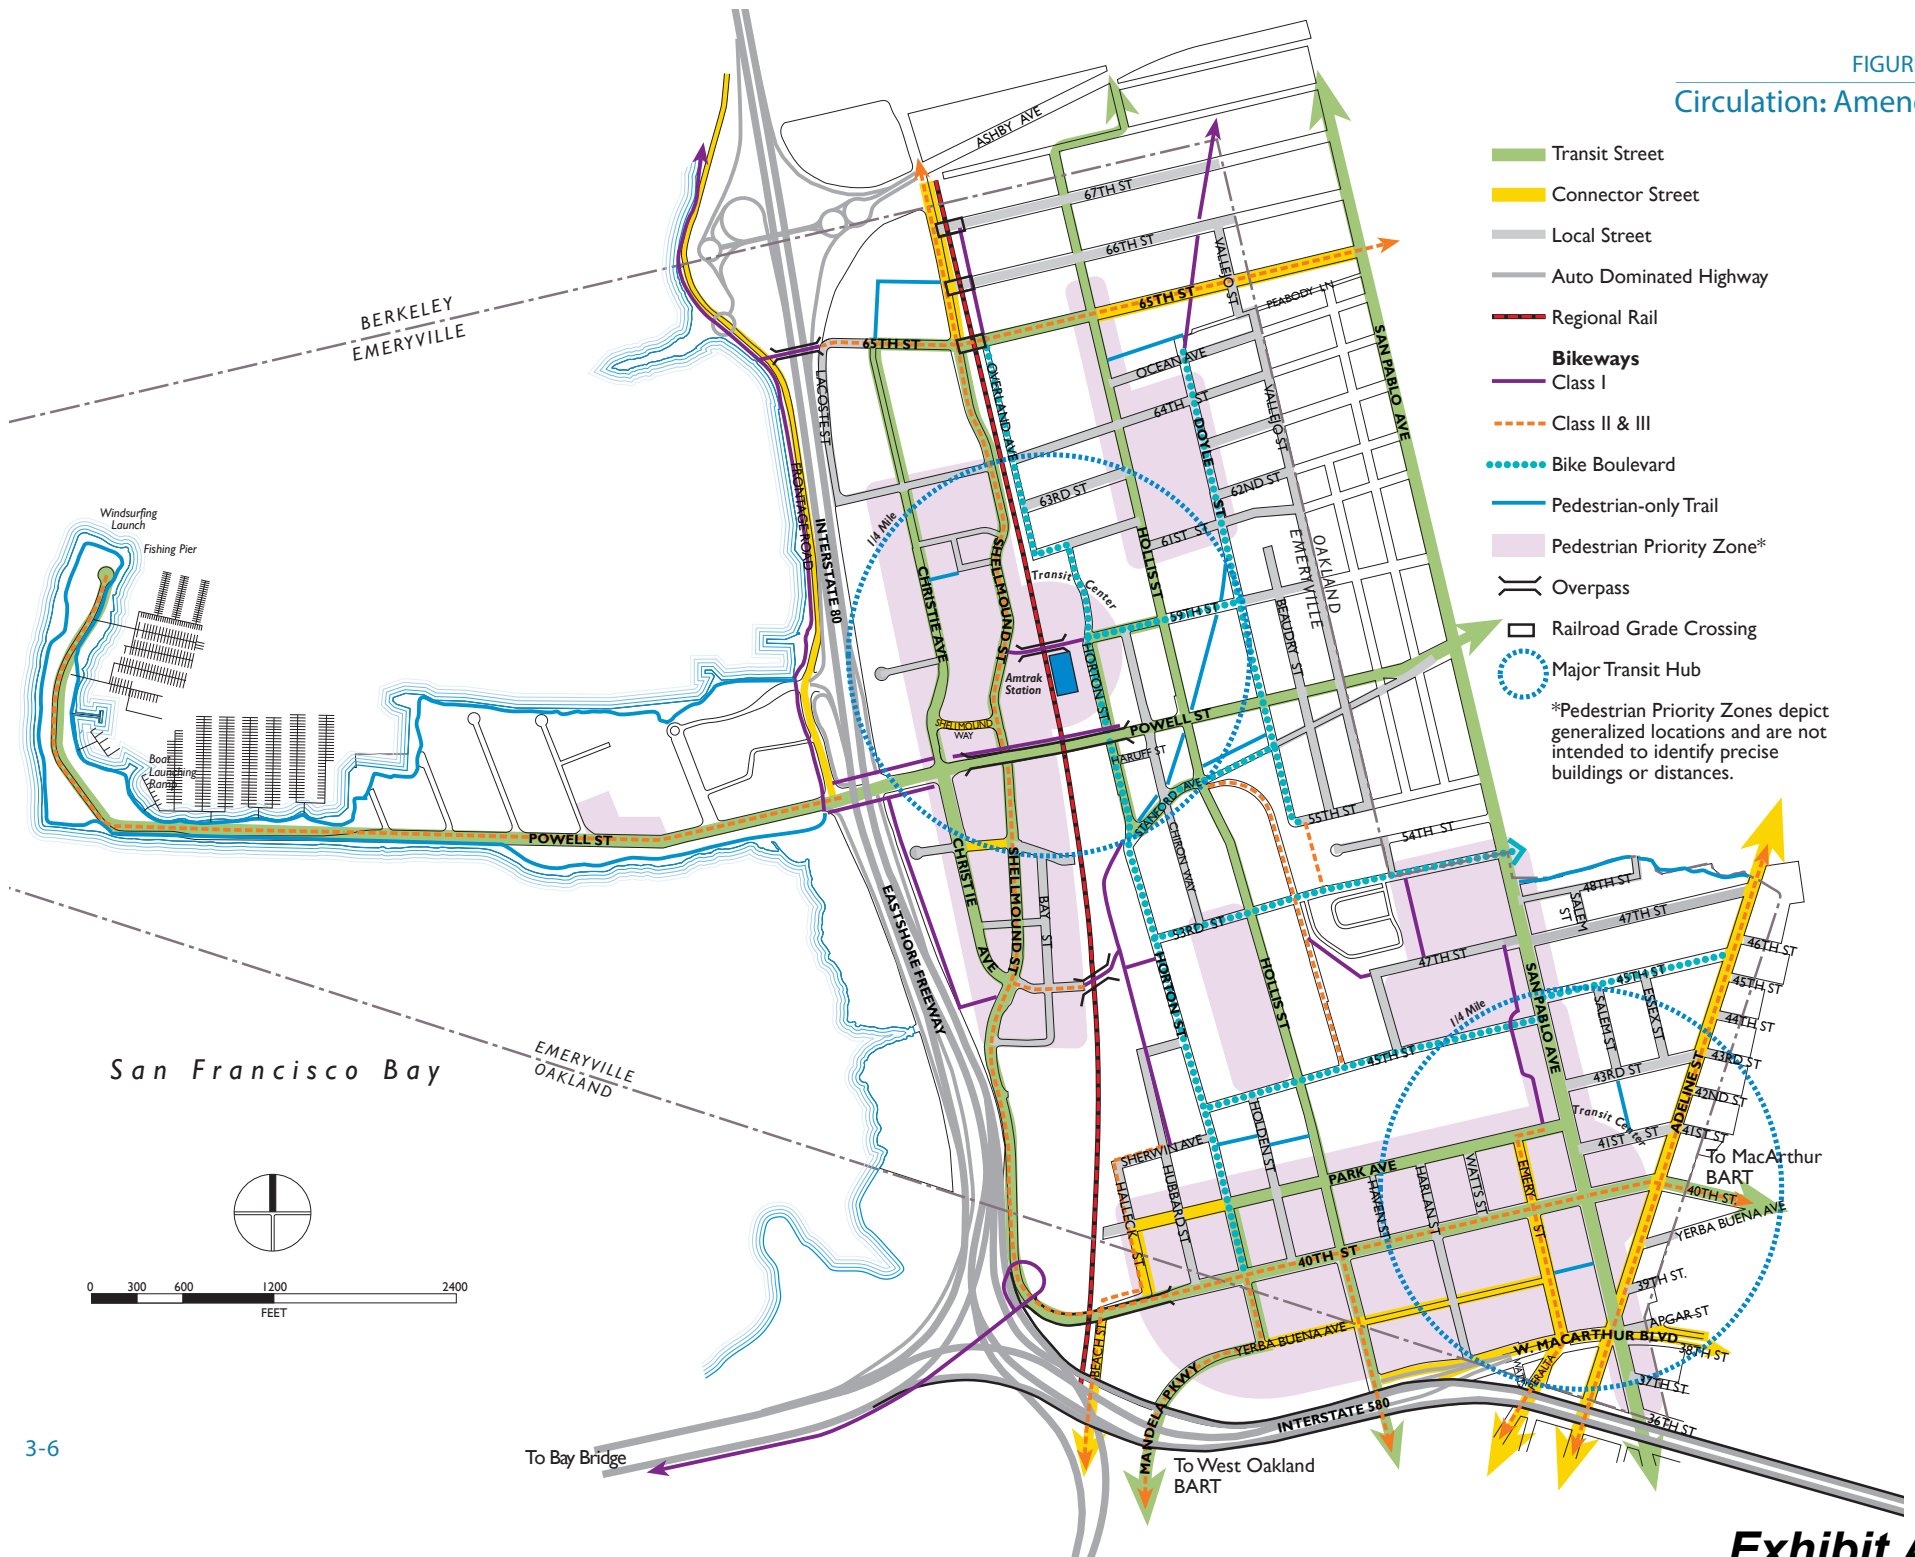 FIGUR
Circulation: Amen
Transit Street
Connector Street
Local Street
Auto Dominated Highway
Regional Rail
Bikeways
Class I
Class II & III
Bike Boulevard
Pedestrian-only Trail
Pedestrian Priority Zone*
Overpass
Railroad Grade Crossing
Major Transit Hub
*Pedestrian Priority Zones depict
generalized locations and are not
intended to identify precise
buildings or distances.
ASHBY AVE
67TH ST
66TH ST
VALLEJO ST
65TH ST
PEABODY LN
BERKELEY
EMERYVILLE
65TH ST
OCEAN AVE
SAN PABLO AVE
LACOSTE ST
OVERLAND AVE
64TH ST
DOYLE ST
VALLEJO ST
FRONTAGE ROAD
63RD ST
62ND ST
INTERSTATE 80
1/4 Mile
61ST ST
EMERYVILLE
OAKLAND
Windsurfing
Launch
Fishing Pier
CHRISTIE AVE
SHELLMOUND ST
HOLLIS ST
Transit Center
59TH ST
BEAUDRY ST
HORTON ST
Amtrak
Station
SHELLMOUND
WAY
POWELL ST
HARUFF ST
Boat
Launching
Ramp
STANFORD AVE
55TH ST
54TH ST
CHIRON WAY
POWELL ST
CHRISTIE AVE
SHELLMOUND ST
BAY ST
EASTSHORE FREEWAY
53RD ST
48TH ST
SALEM ST
47TH ST
47TH ST
46TH ST
45TH ST
45TH ST
44TH ST
43RD ST
42ND ST
41ST ST
HORTON ST
HOLLIS ST
SAN PABLO AVE
1/4 Mile
SALEM ST
ESSEX ST
45TH ST
43RD ST
ADELINE ST
Transit Center
41ST ST
To MacArthur
BART
San Francisco Bay
EMERYVILLE
OAKLAND
HOLDEN ST
SHERWIN AVE
HUBBARD ST
HALLECK ST
PARK AVE
HAVEN ST
HARLAN ST
WATTS ST
EMERY ST
40TH ST.
YERBA BUENA AVE
40TH ST
39TH ST.
APGAR ST
W. MACARTHUR BLVD
38TH ST
37TH ST
36TH ST
YERBA BUENA AVE
BEACH ST
MANDELA PKWY
INTERSTATE 580
0 300 600 1200 2400
FEET
3-6
To Bay Bridge
To West Oakland
BART
Exhibit A